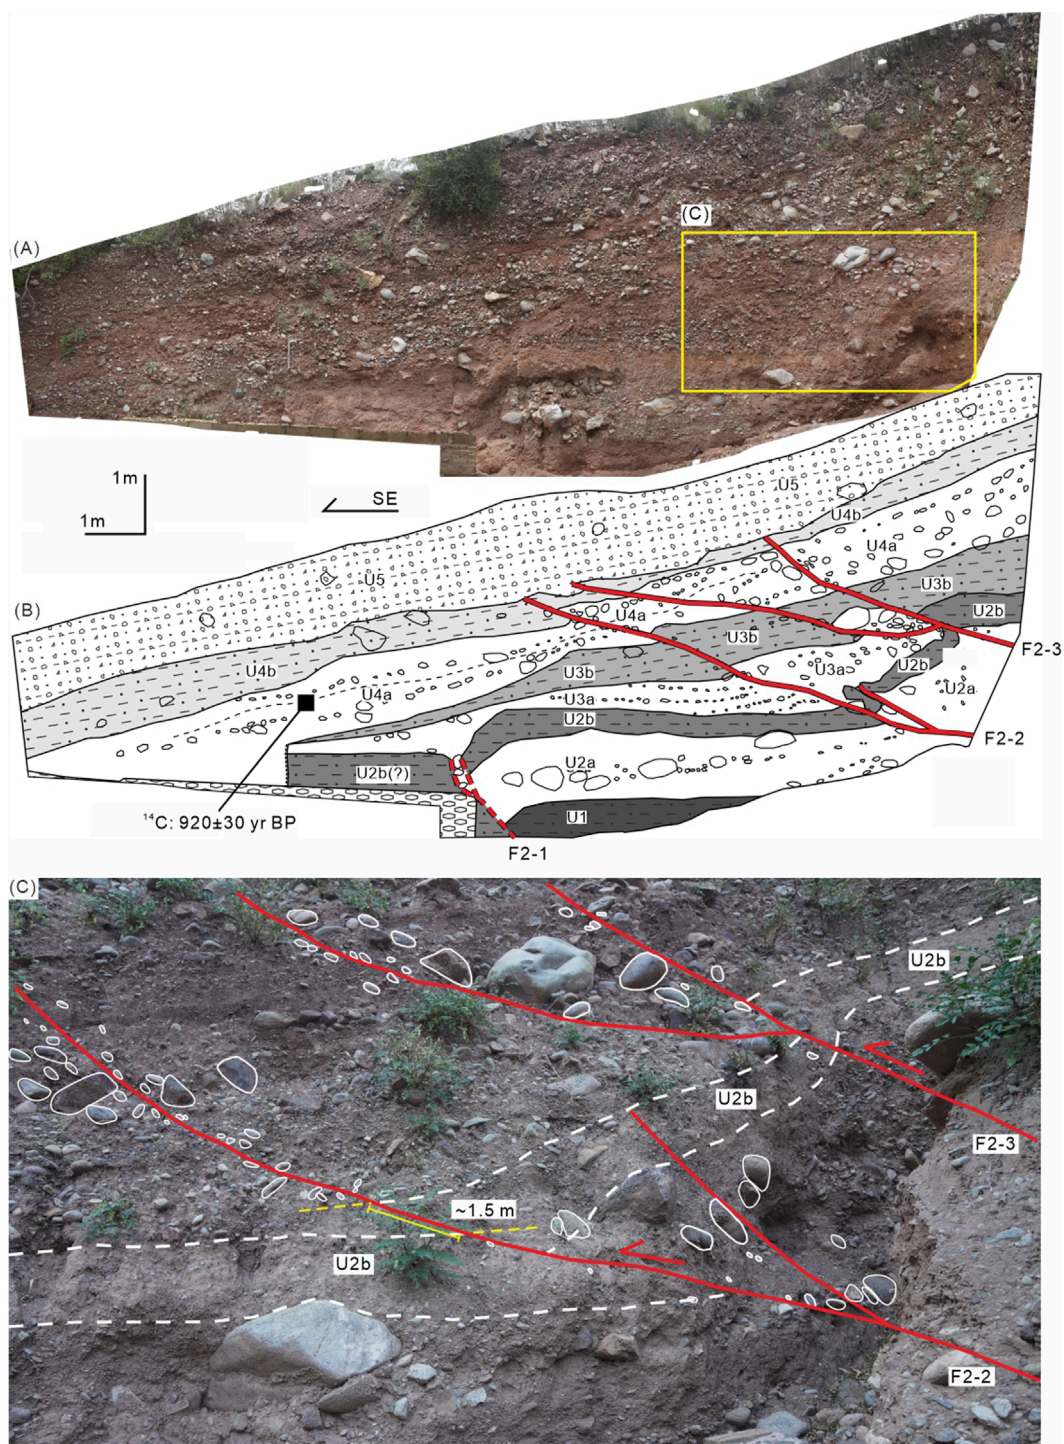 (A)
(C)
1m
1m
SE
U5
U4b
U5
U4a
U3b
(B)
U2b
U4a
U3b
F2-3
U4b
U3b
U3a
U2b
U4a
U2a
U3a
U2b
F2-2
U2b(?)
U2a
U1
¹⁴C: 920±30 yr BP
F2-1
(C)
U2b
U2b
F2-3
~1.5 m
U2b
F2-2